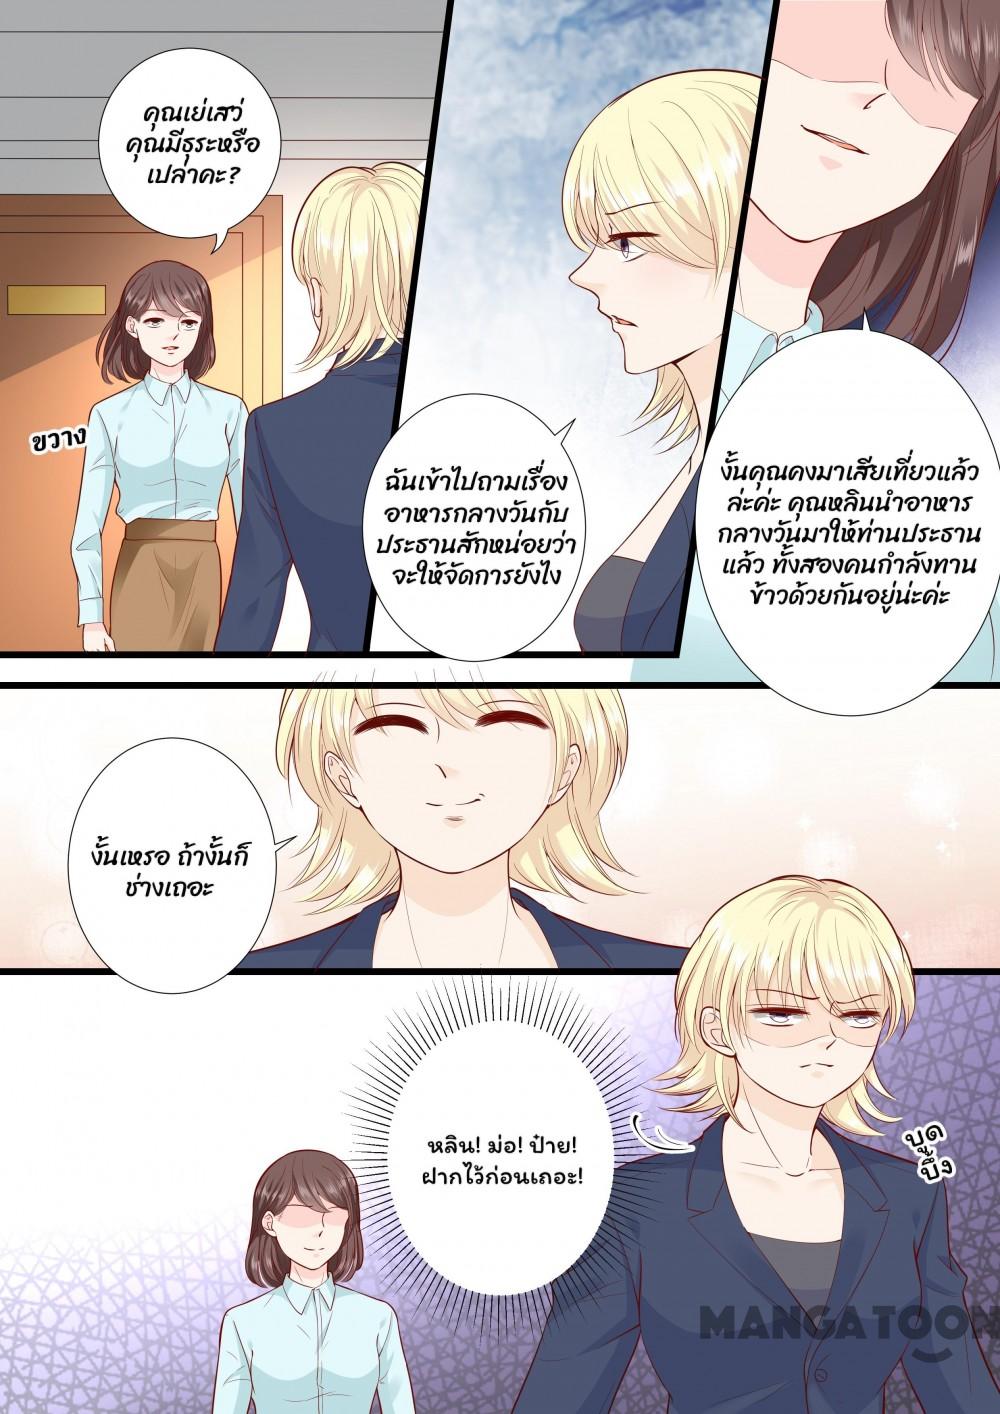 คุณเย่เสว่
คุณมีธุระหรือ
เปล่าคะ?
ขวาง
ฉันเข้าไปถามเรื่อง
อาหารกลางวันกับ
ประธานสักหน่อยว่า
จะให้จัดการยังไง
งั้นคุณคงมาเสียเที่ยวแล้ว
ล่ะค่ะ คุณหลินนำอาหาร
กลางวันมาให้ท่านประธาน
แล้ว ทั้งสองคนกำลังทาน
ข้าวด้วยกันอยู่น่ะค่ะ
งั้นเหรอ ถ้างั้นก็
ช่างเถอะ
หลิน! ม่อ! ป๋าย!
ฝากไว้ก่อนเถอะ!
บูด
บึ้ง
MANGATOON